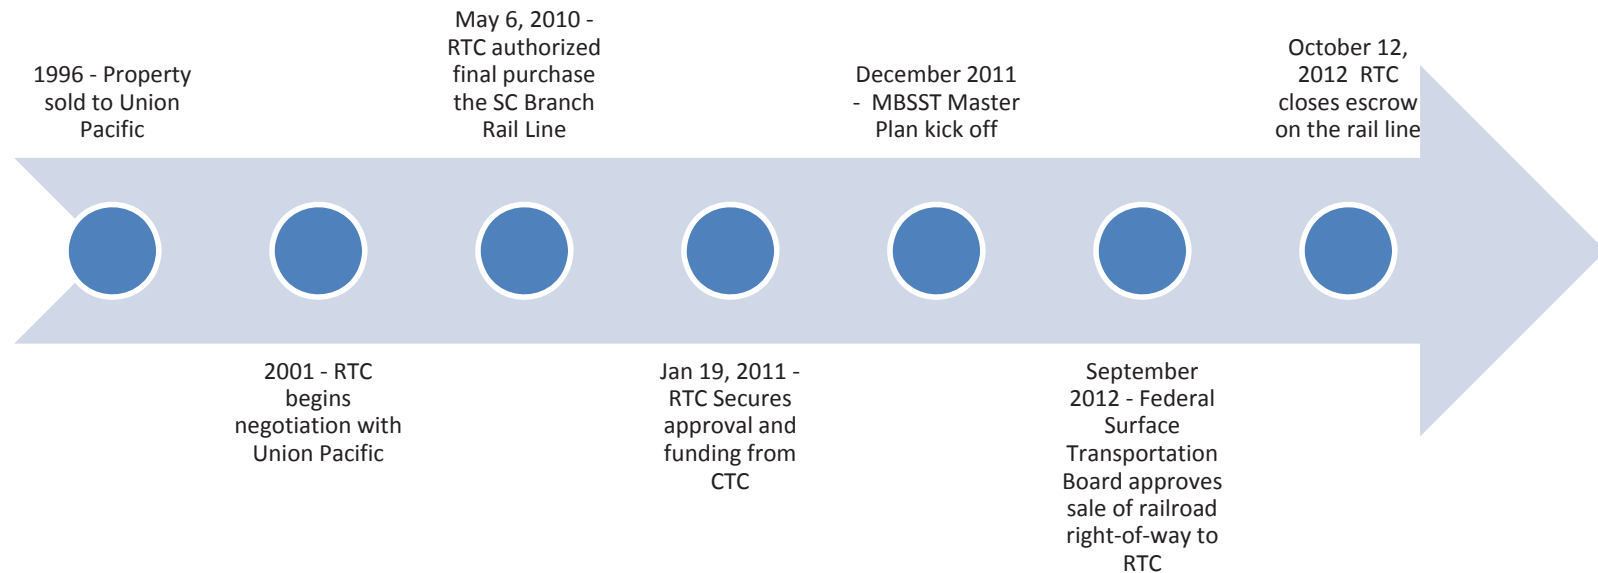 1996 - Property
sold to Union
Pacific
2001 - RTC
begins
negotiation with
Union Pacific
May 6, 2010 -
RTC authorized
final purchase
the SC Branch
Rail Line
Jan 19, 2011 -
RTC Secures
approval and
funding from
CTC
December 2011
- MBSST Master
Plan kick off
September
2012 - Federal
Surface
Transportation
Board approves
sale of railroad
right-of-way to
RTC
October 12,
2012 RTC
closes escrow
on the rail line